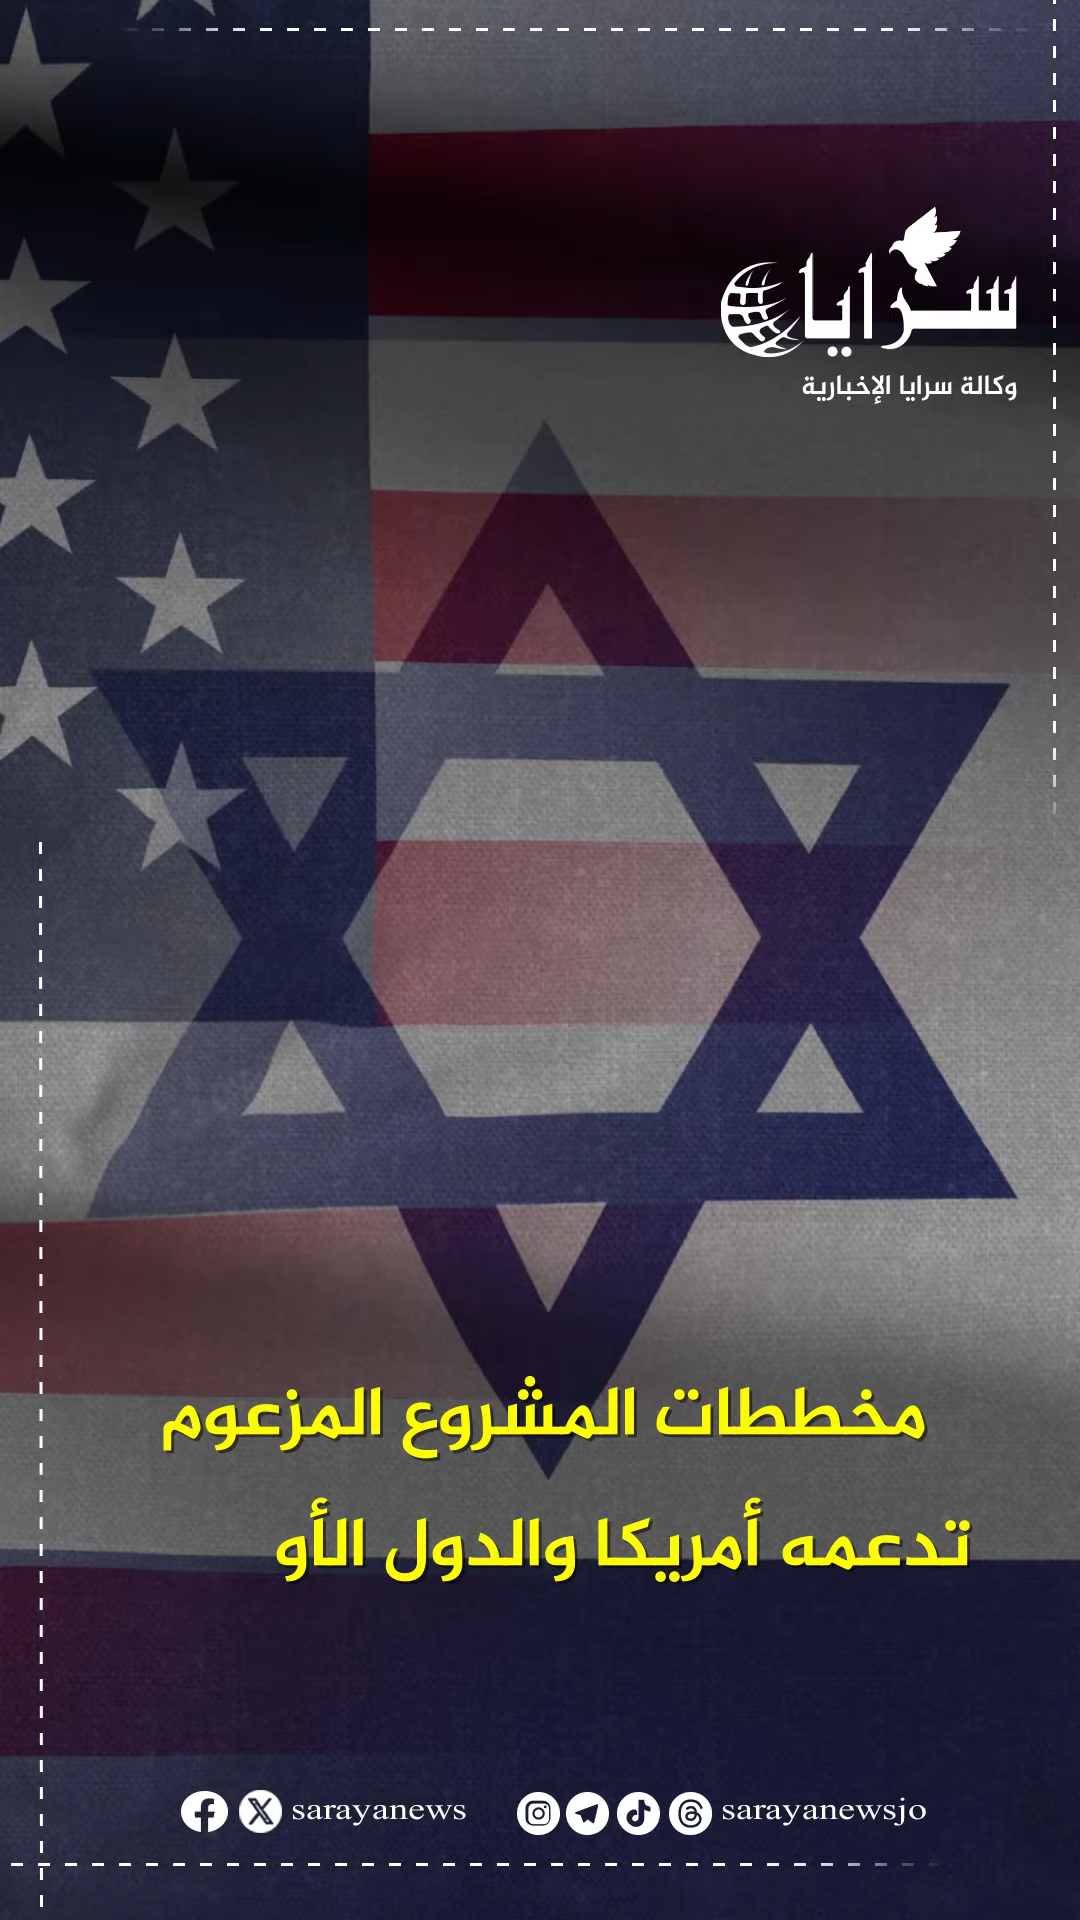 سرايا
وكالة سرايا الإخبارية
مخططات المشروع المزعوم
تدعمه أمريكا والدول الأو
sarayanews
sarayanewsjo